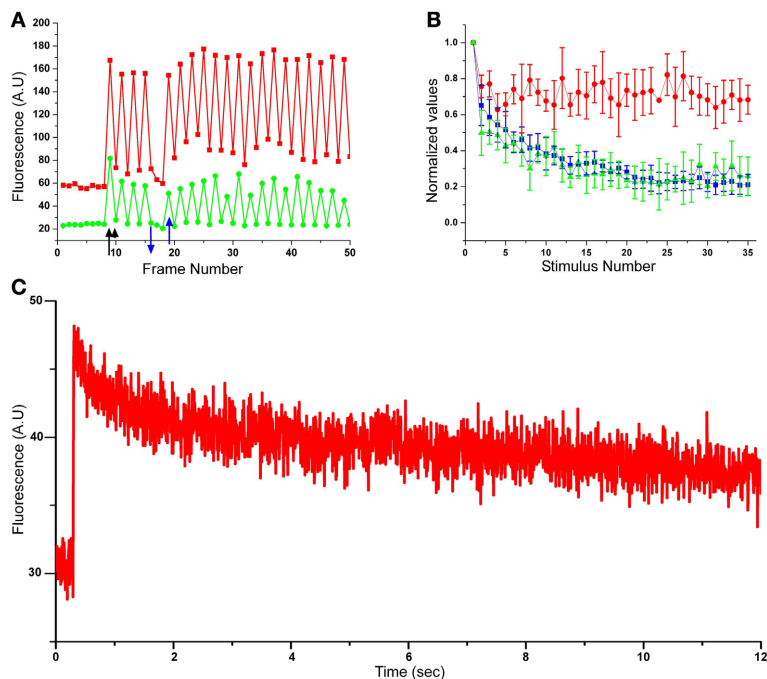 A
Fluorescence (A.U)
200
180
160
140
120
100
80
60
40
20
0 10 20 30 40 50
Frame Number
B
Normalized values
1.0
0.8
0.6
0.4
0.2
0.0
0 5 10 15 20 25 30 35
Stimulus Number
C
Fluorescence (A.U)
50
40
30
0 2 4 6 8 10 12
Time (sec)